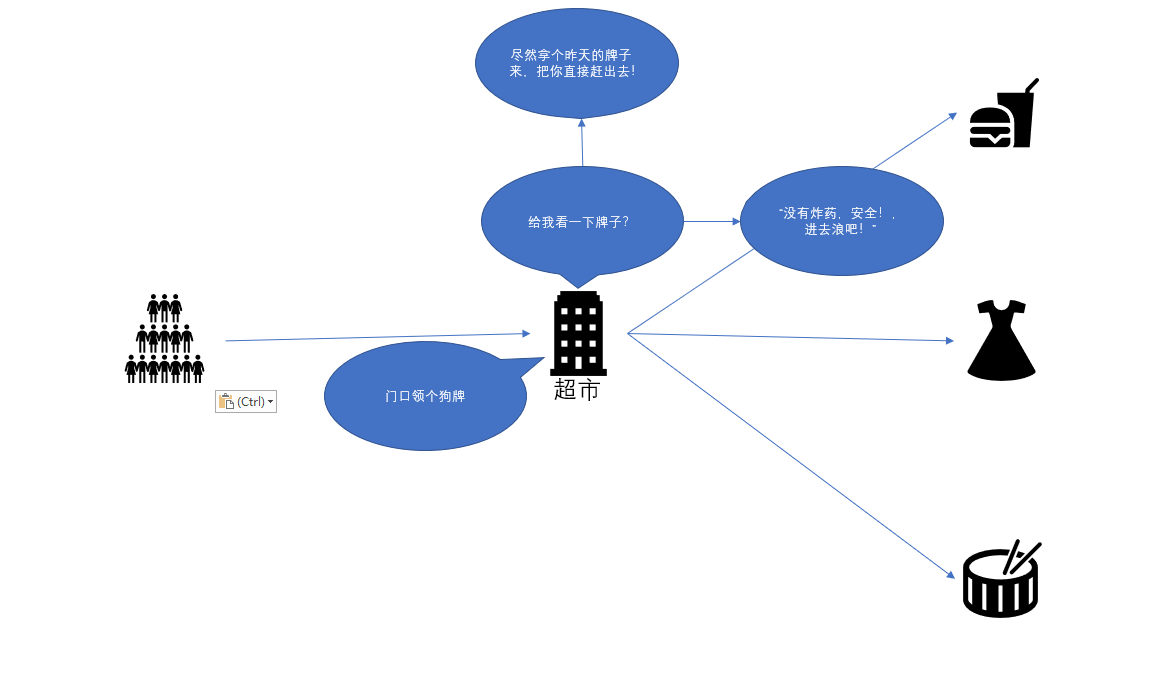 尽然拿个昨天的牌子
来，把你直接赶出去！
给我看一下牌子？
“没有炸药，安全！，
进去浪吧！”
门口领个狗牌
超市
(Ctrl)